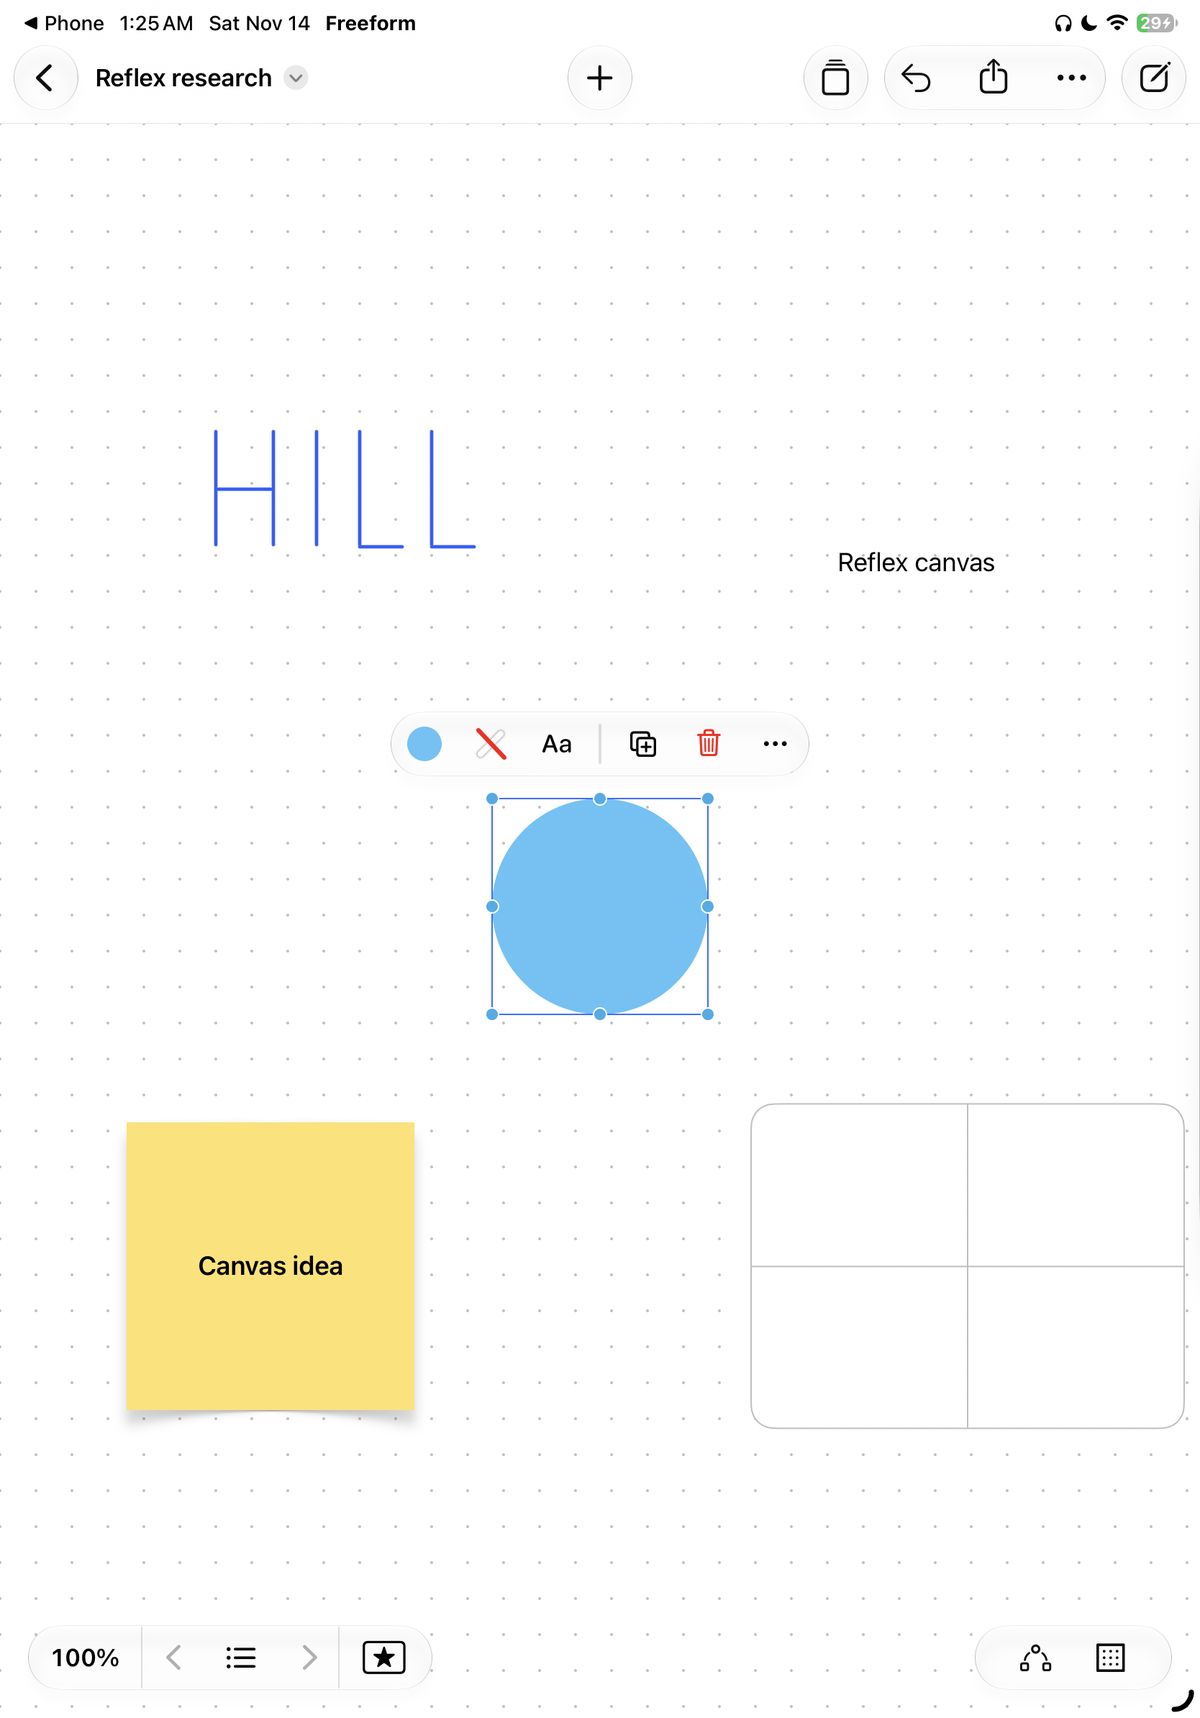 Phone 1:25 AM Sat Nov 14 Freeform 29
Reflex research
HILL
Reflex canvas
Aa
Canvas idea
100%